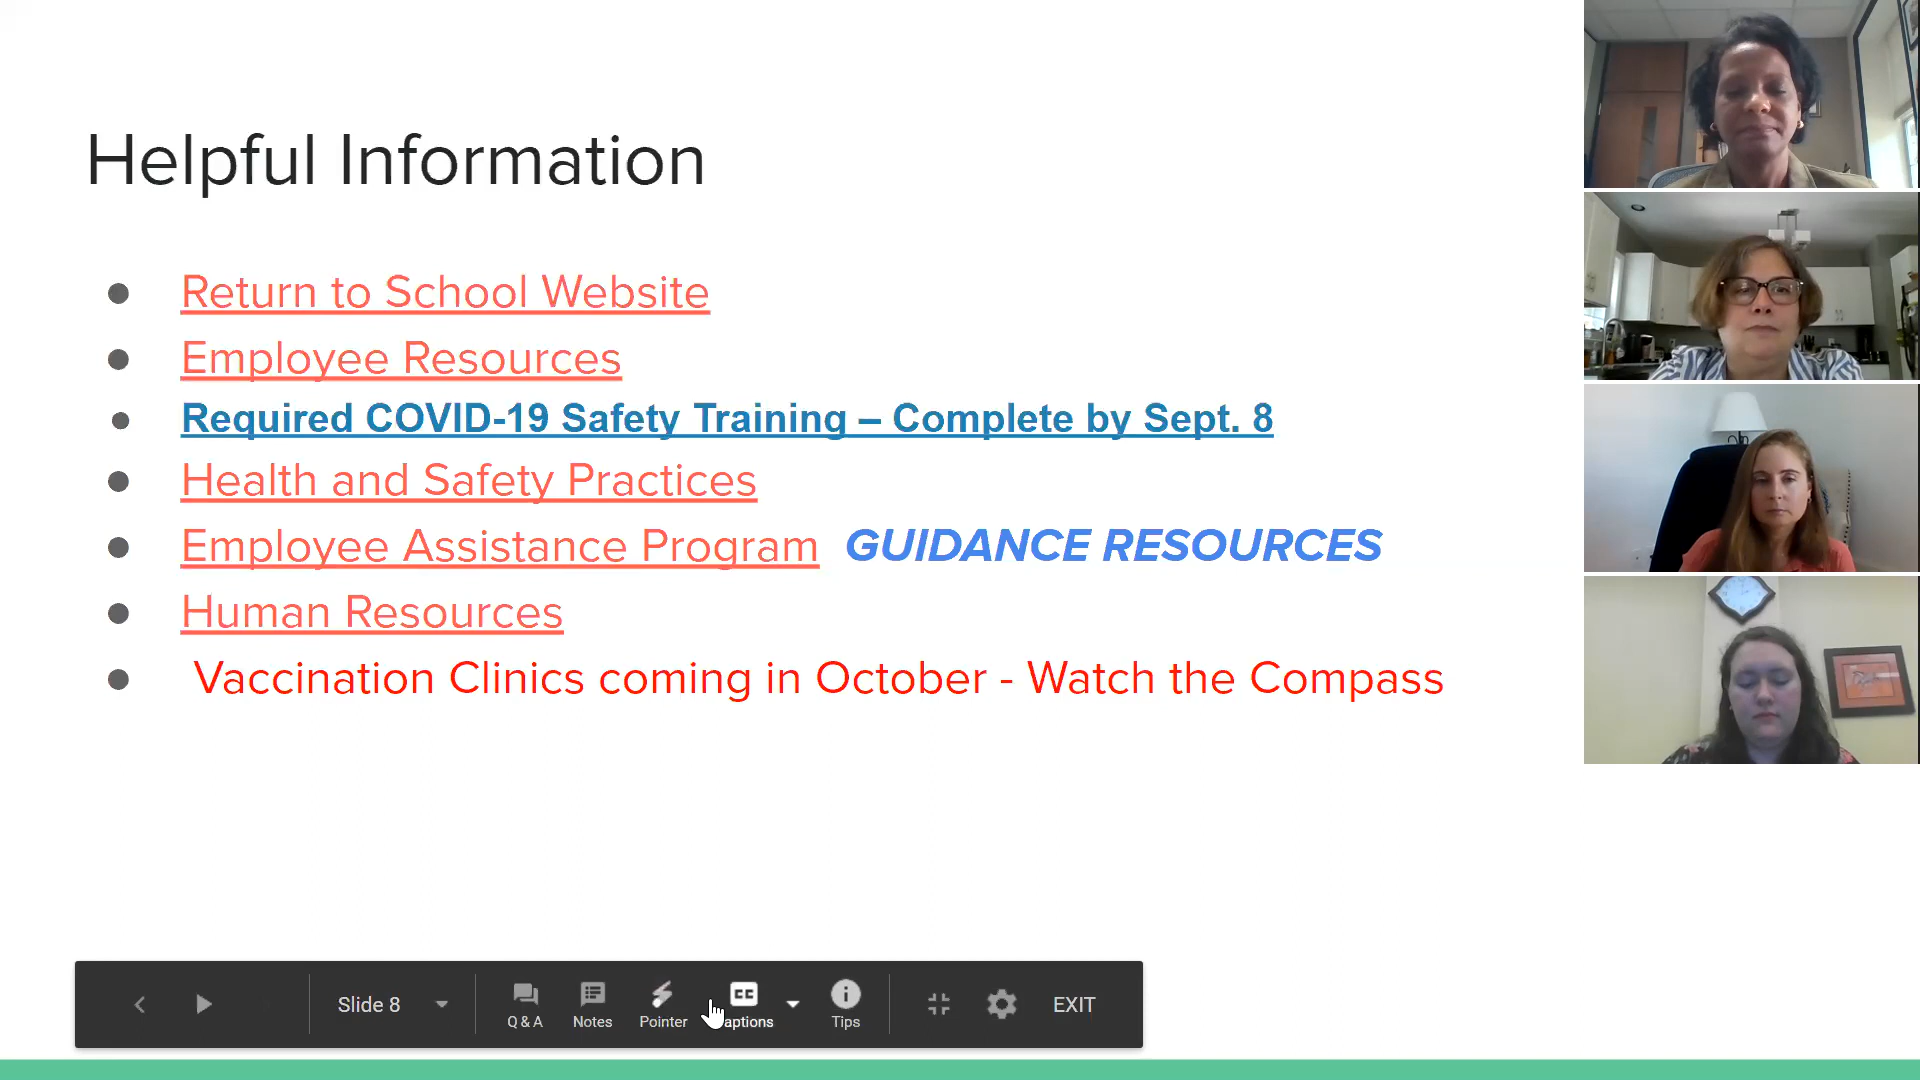 Helpful Information
Return to School Website
Employee Resources
Required COVID-19 Safety Training – Complete by Sept. 8
Health and Safety Practices
Employee Assistance Program GUIDANCE RESOURCES
Human Resources
Vaccination Clinics coming in October - Watch the Compass
Slide 8
Q & A
Notes
Pointer
CC
aptions
Tips
EXIT